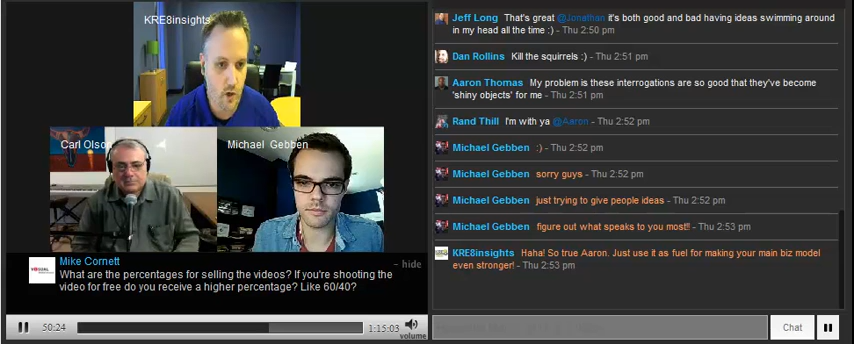 KRE8insights
Carl Olson
Michael Gebben
Mike Cornett
What are the percentages for selling the videos? If you're shooting the
video for free do you receive a higher percentage? Like 60/40?
– hide
50:24
1:15:03
volume
Jeff Long That's great @Jonathan it's both good and bad having ideas swimming around
in my head all the time :) - Thu 2:50 pm
Dan Rollins Kill the squirrels :) - Thu 2:51 pm
Aaron Thomas My problem is these interrogations are so good that they've become
'shiny objects' for me - Thu 2:51 pm
Rand Thill I'm with ya @Aaron - Thu 2:52 pm
Michael Gebben :) - Thu 2:52 pm
Michael Gebben sorry guys - Thu 2:52 pm
Michael Gebben just trying to give people ideas - Thu 2:52 pm
Michael Gebben figure out what speaks to you most!! - Thu 2:53 pm
KRE8insights Haha! So true Aaron. Just use it as fuel for making your main biz model
even stronger! - Thu 2:53 pm
Chat